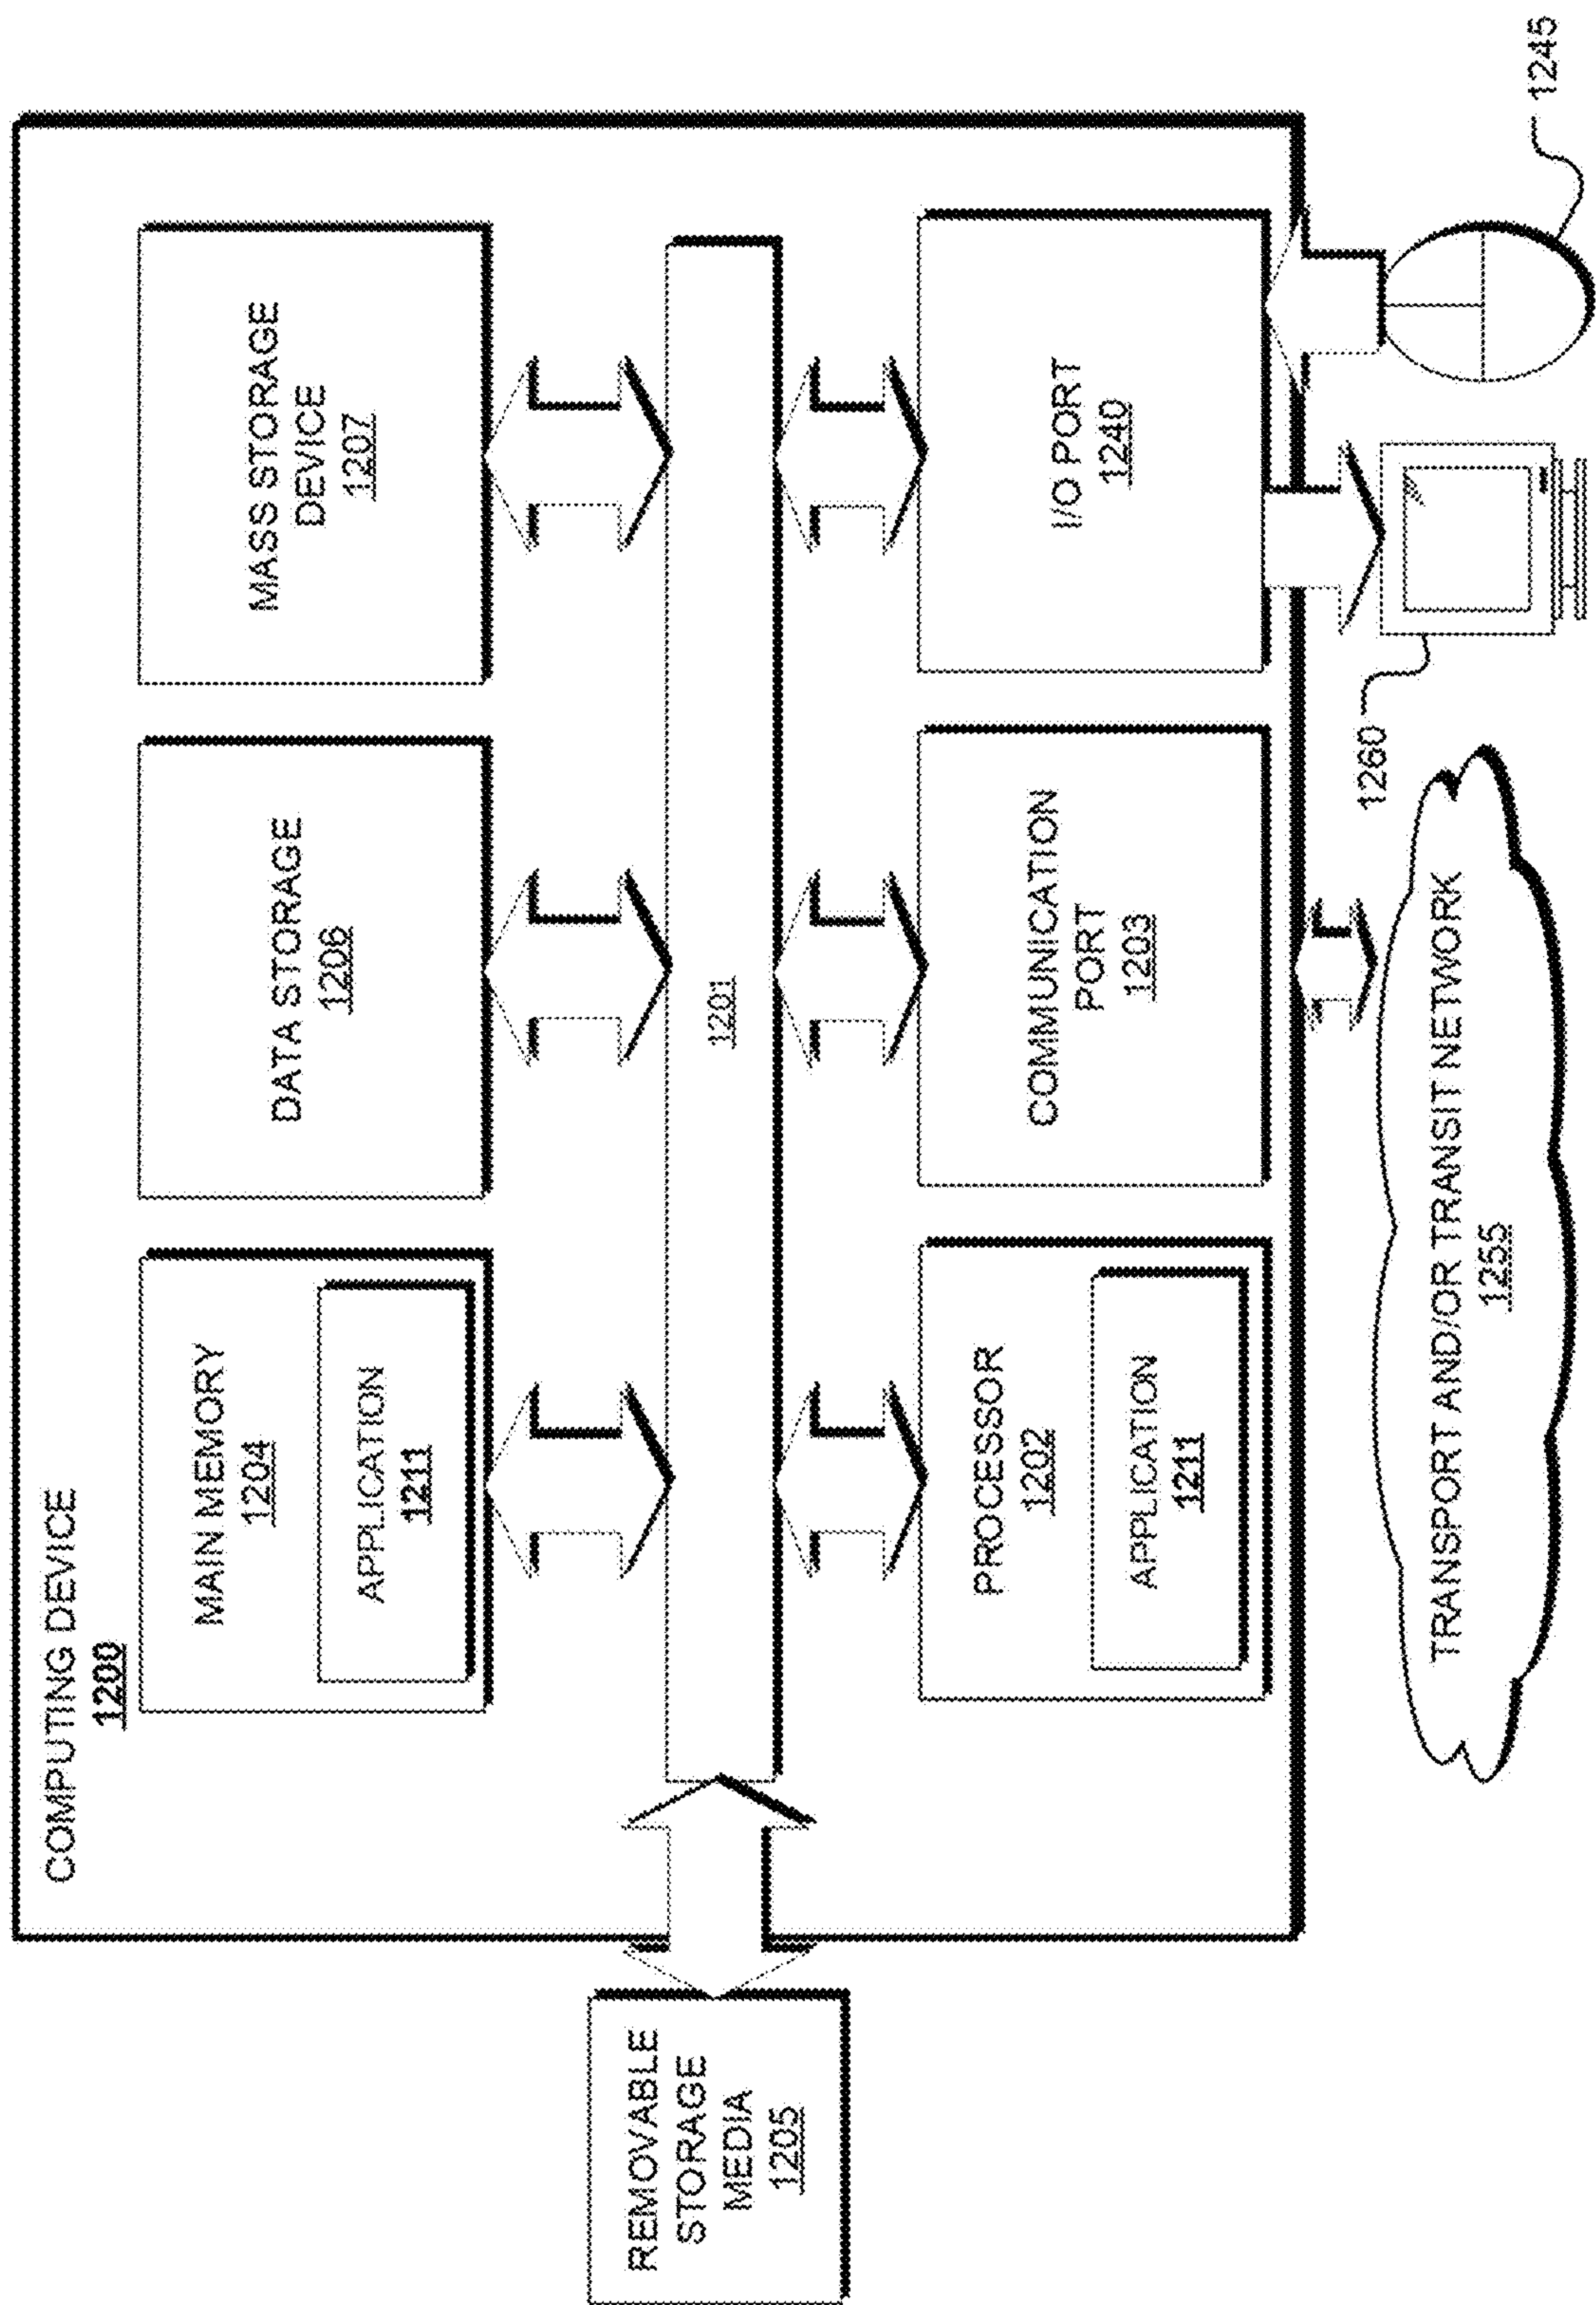 COMPUTING DEVICE
1200
MAIN MEMORY
1204
APPLICATION
1211
DATA STORAGE
1206
MASS STORAGE
DEVICE
1207
REMOVABLE
STORAGE
MEDIA
1205
1201
PROCESSOR
1202
APPLICATION
1211
COMMUNICATION
PORT
1203
I/O PORT
1240
TRANSPORT AND/OR TRANSIT NETWORK
1255
1260
1245